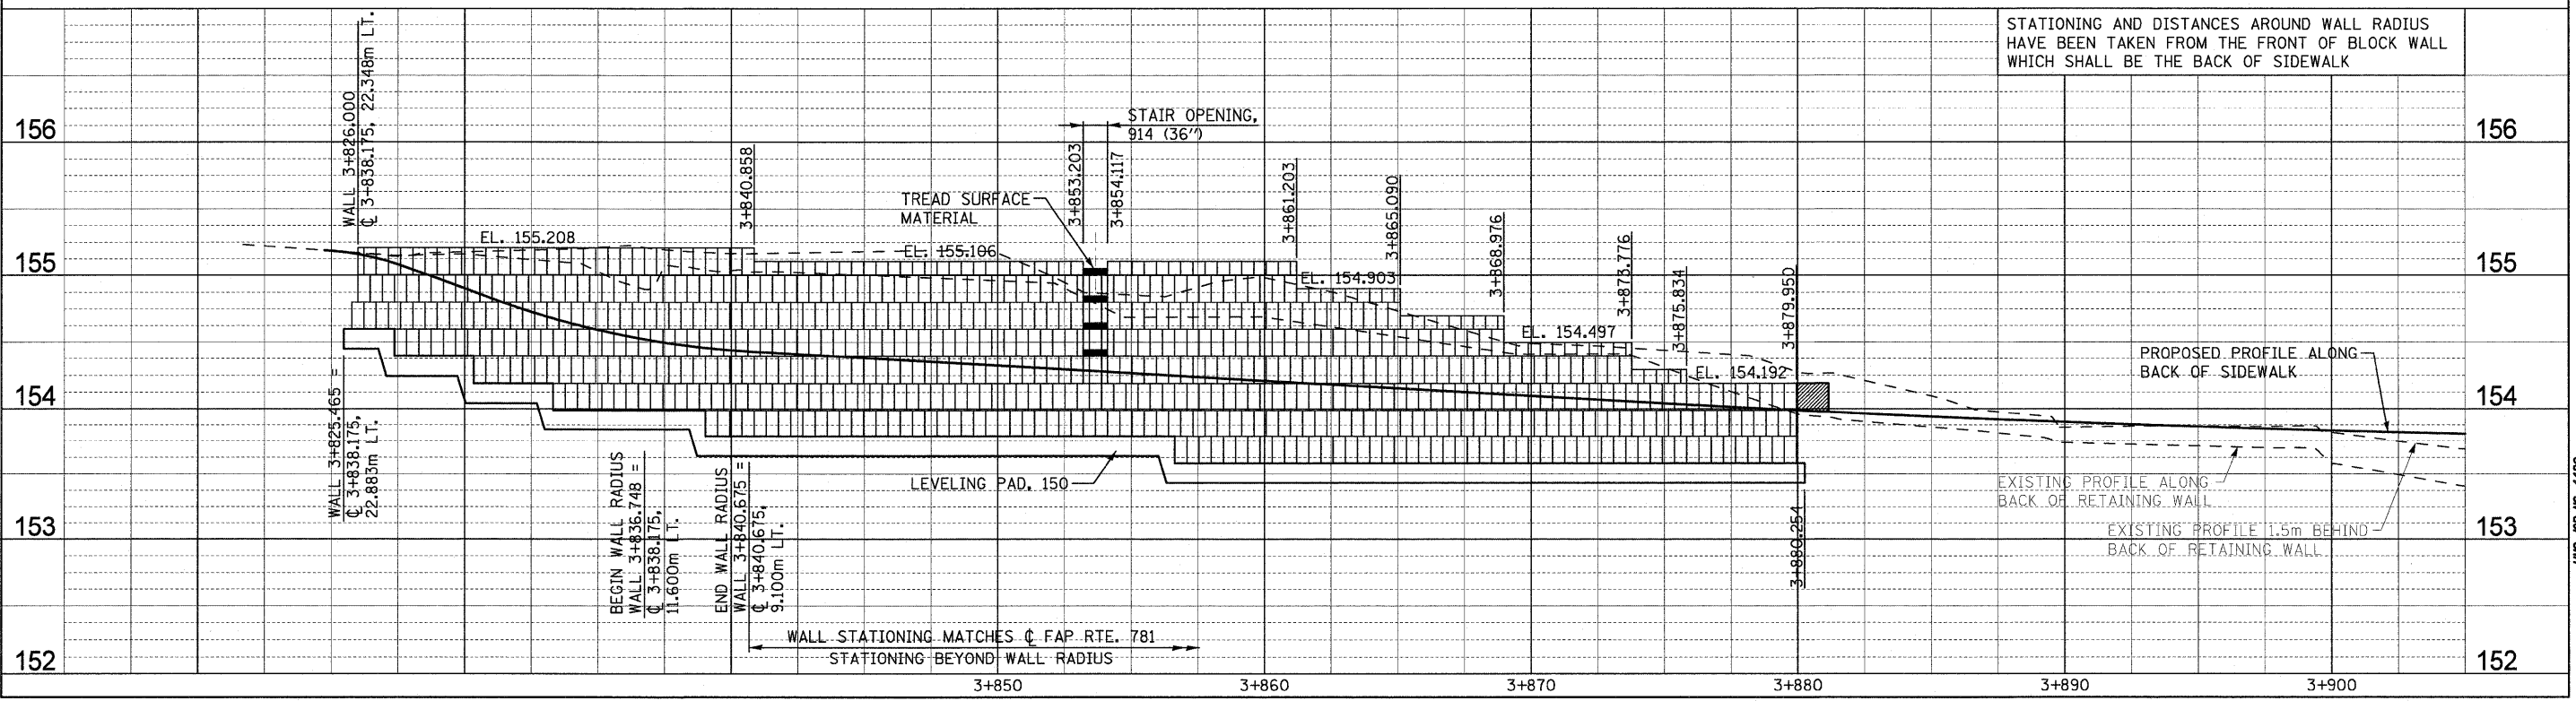 STATIONING AND DISTANCES AROUND WALL RADIUS
HAVE BEEN TAKEN FROM THE FRONT OF BLOCK WALL
WHICH SHALL BE THE BACK OF SIDEWALK
WALL 3+826.000
℄ 3+838.175, 22.348m LT.
156
156
STAIR OPENING,
914 (36")
3+840.858
3+853.203
3+854.117
3+861.203
3+865.090
3+868.976
3+873.776
3+875.834
3+879.950
TREAD SURFACE
MATERIAL
EL. 155.208
EL. 155.106
155
155
EL. 154.903
EL. 154.497
EL. 154.192
PROPOSED PROFILE ALONG
BACK OF SIDEWALK
154
154
WALL 3+825.465 =
℄ 3+838.175,
22.883m LT.
BEGIN WALL RADIUS
WALL 3+836.748 =
℄ 3+838.175,
11.600m LT.
END WALL RADIUS
WALL 3+840.675 =
℄ 3+840.675,
9.100m LT.
LEVELING PAD, 150
EXISTING PROFILE ALONG
BACK OF RETAINING WALL
153
153
EXISTING PROFILE 1.5m BEHIND
BACK OF RETAINING WALL
3+880.254
WALL STATIONING MATCHES ℄ FAP RTE. 781
STATIONING BEYOND WALL RADIUS
152
152
3+850
3+860
3+870
3+880
3+890
3+900